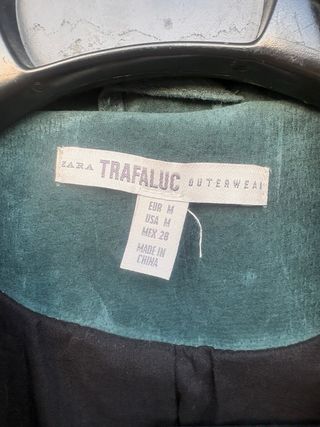 ZARA TRAFALUC OUTERWEAR
EUR M
USA M
MEX 28
MADE IN
CHINA